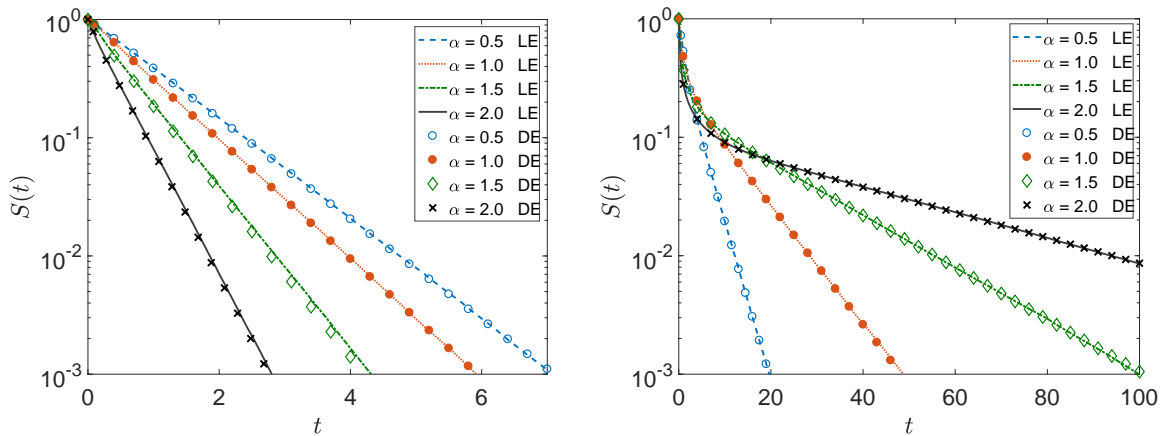 10^0
10^-1
10^-2
10^-3
S(t)
0 2 4 6
t
α = 0.5 LE
α = 1.0 LE
α = 1.5 LE
α = 2.0 LE
α = 0.5 DE
α = 1.0 DE
α = 1.5 DE
α = 2.0 DE
10^0
10^-1
10^-2
10^-3
S(t)
0 20 40 60 80 100
t
α = 0.5 LE
α = 1.0 LE
α = 1.5 LE
α = 2.0 LE
α = 0.5 DE
α = 1.0 DE
α = 1.5 DE
α = 2.0 DE